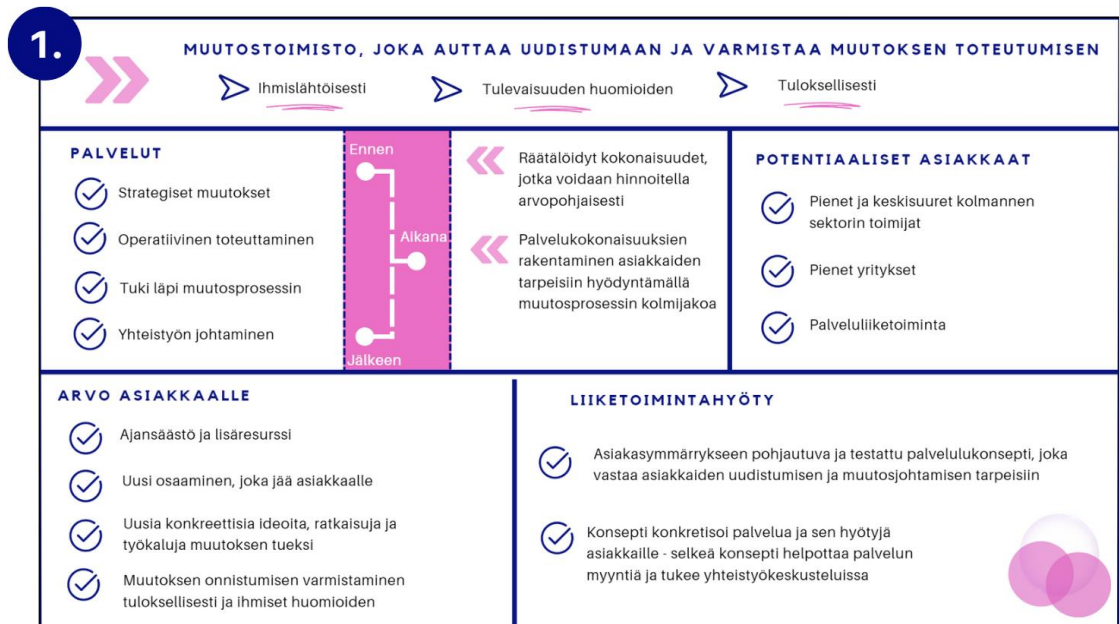 1.
MUUTOSTOIMISTO, JOKA AUTTAA UUDISTUMAAN JA VARMISTAA MUUTOKSEN TOTEUTUMISEN
Ihmislähtöisesti
Tulevaisuuden huomioiden
Tuloksellisesti
PALVELUT
Strategiset muutokset
Operatiivinen toteuttaminen
Tuki läpi muutosprosessin
Yhteistyön johtaminen
Ennen
Aikana
Jälkeen
Räätälöidyt kokonaisuudet,
jotka voidaan hinnoitella
arvopohjaisesti
Palvelukokonaisuuksien
rakentaminen asiakkaiden
tarpeisiin hyödyntämällä
muutosprosessin kolmijakoa
POTENTIAALISET ASIAKKAAT
Pienet ja keskisuuret kolmannen
sektorin toimijat
Pienet yritykset
Palveluliiketoiminta
ARVO ASIAKKAALLE
Ajansäästö ja lisäresurssi
Uusi osaaminen, joka jää asiakkaalle
Uusia konkreettisia ideoita, ratkaisuja ja
työkaluja muutoksen tueksi
Muutoksen onnistumisen varmistaminen
tuloksellisesti ja ihmiset huomioiden
LIIKETOIMINTAHYÖTY
Asiakasymmärrykseen pohjautuva ja testattu palvelulukonsepti, joka
vastaa asiakkaiden uudistumisen ja muutosjohtamisen tarpeisiin
Konsepti konkretisoi palvelua ja sen hyötyjä
asiakkaille - selkeä konsepti helpottaa palvelun
myyntiä ja tukee yhteistyökeskusteluissa